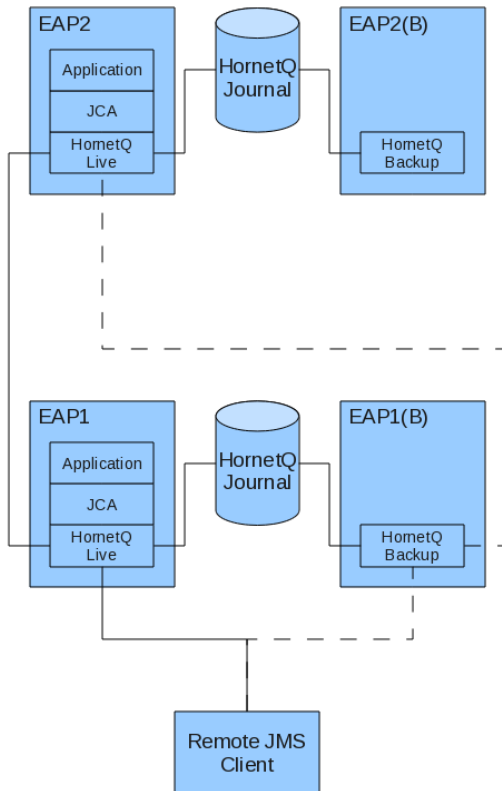 EAP2
Application
JCA
HornetQ
Live
HornetQ
Journal
EAP2(B)
HornetQ
Backup
EAP1
Application
JCA
HornetQ
Live
HornetQ
Journal
EAP1(B)
HornetQ
Backup
Remote JMS
Client